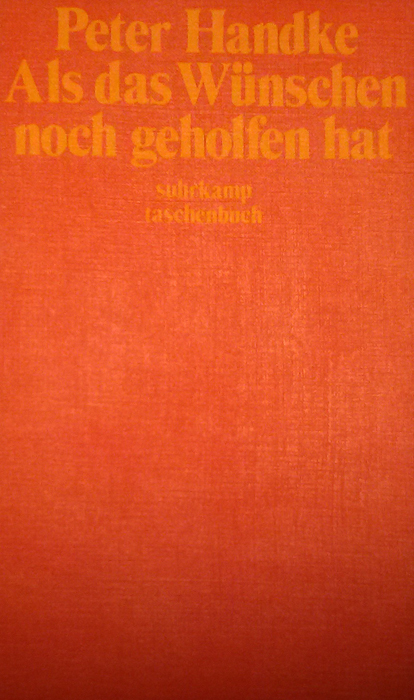 Peter Handke
Als das Wünschen
noch geholfen hat
suhrkamp
taschenbuch